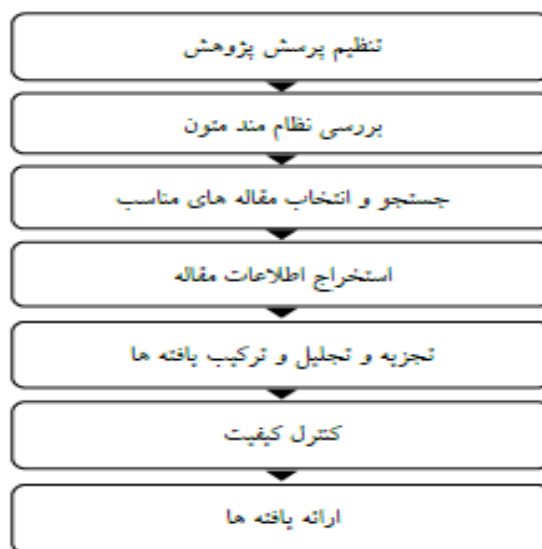 تنظیم پرسش پژوهش
بررسی نظام مند متون
جستجو و انتخاب مقاله های مناسب
استخراج اطلاعات مقاله
تجزیه و تحلیل و ترکیب یافته ها
کنترل کیفیت
ارائه یافته ها